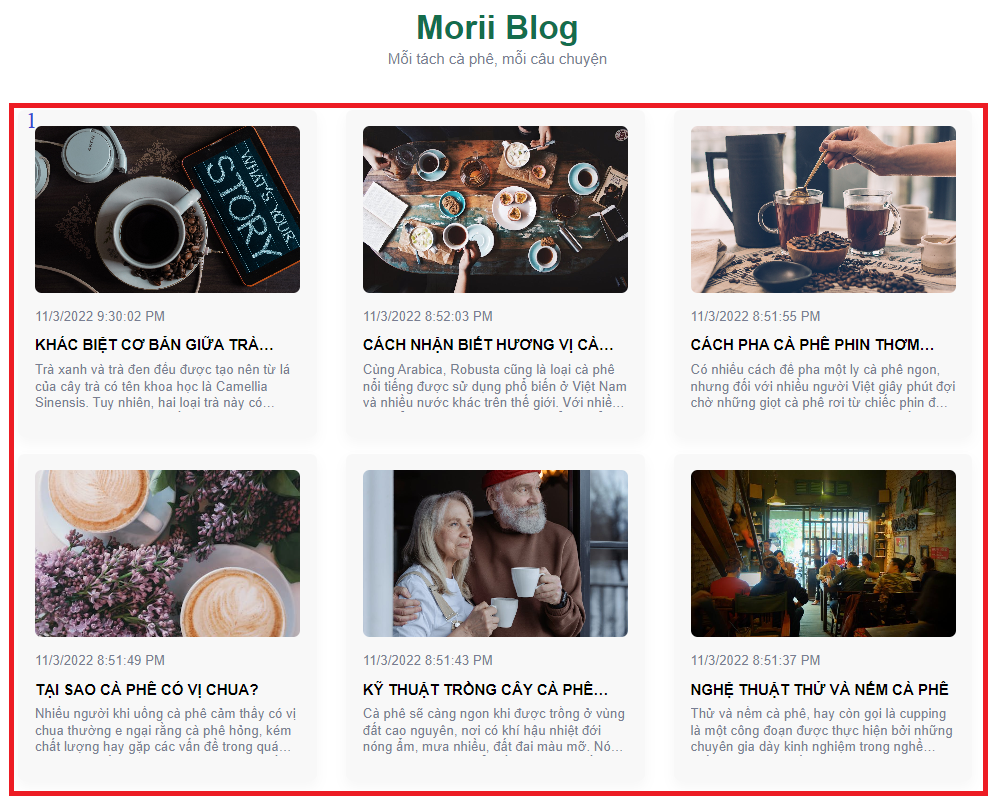 Morii Blog
Mỗi tách cà phê, mỗi câu chuyện
1
WHAT'S YOUR
STORY
11/3/2022 9:30:02 PM
KHÁC BIỆT CƠ BẢN GIỮA TRÀ...
Trà xanh và trà đen đều được tạo nên từ lá
của cây trà có tên khoa học là Camellia
Sinensis. Tuy nhiên, hai loại trà này có...
11/3/2022 8:52:03 PM
CÁCH NHẬN BIẾT HƯƠNG VỊ CÀ...
Cùng Arabica, Robusta cũng là loại cà phê
nổi tiếng được sử dụng phổ biến ở Việt Nam
và nhiều nước khác trên thế giới. Với nhiề...
11/3/2022 8:51:55 PM
CÁCH PHA CÀ PHÊ PHIN THƠM...
Có nhiều cách để pha một ly cà phê ngon,
nhưng đối với nhiều người Việt giây phút đợi
chờ những giọt cà phê rơi từ chiếc phin đ...
11/3/2022 8:51:49 PM
TẠI SAO CÀ PHÊ CÓ VỊ CHUA?
Nhiều người khi uống cà phê cảm thấy có vị
chua thường e ngại rằng cà phê hỏng, kém
chất lượng hay gặp các vấn đề trong quá...
11/3/2022 8:51:43 PM
KỸ THUẬT TRỒNG CÂY CÀ PHÊ...
Cà phê sẽ càng ngon khi được trồng ở vùng
đất cao nguyên, nơi có khí hậu nhiệt đới
nóng ẩm, mưa nhiều, đất đai màu mỡ. Nó...
11/3/2022 8:51:37 PM
NGHỆ THUẬT THỬ VÀ NẾM CÀ PHÊ
Thử và nếm cà phê, hay còn gọi là cupping
là một công đoạn được thực hiện bởi những
chuyên gia dày kinh nghiệm trong nghề...